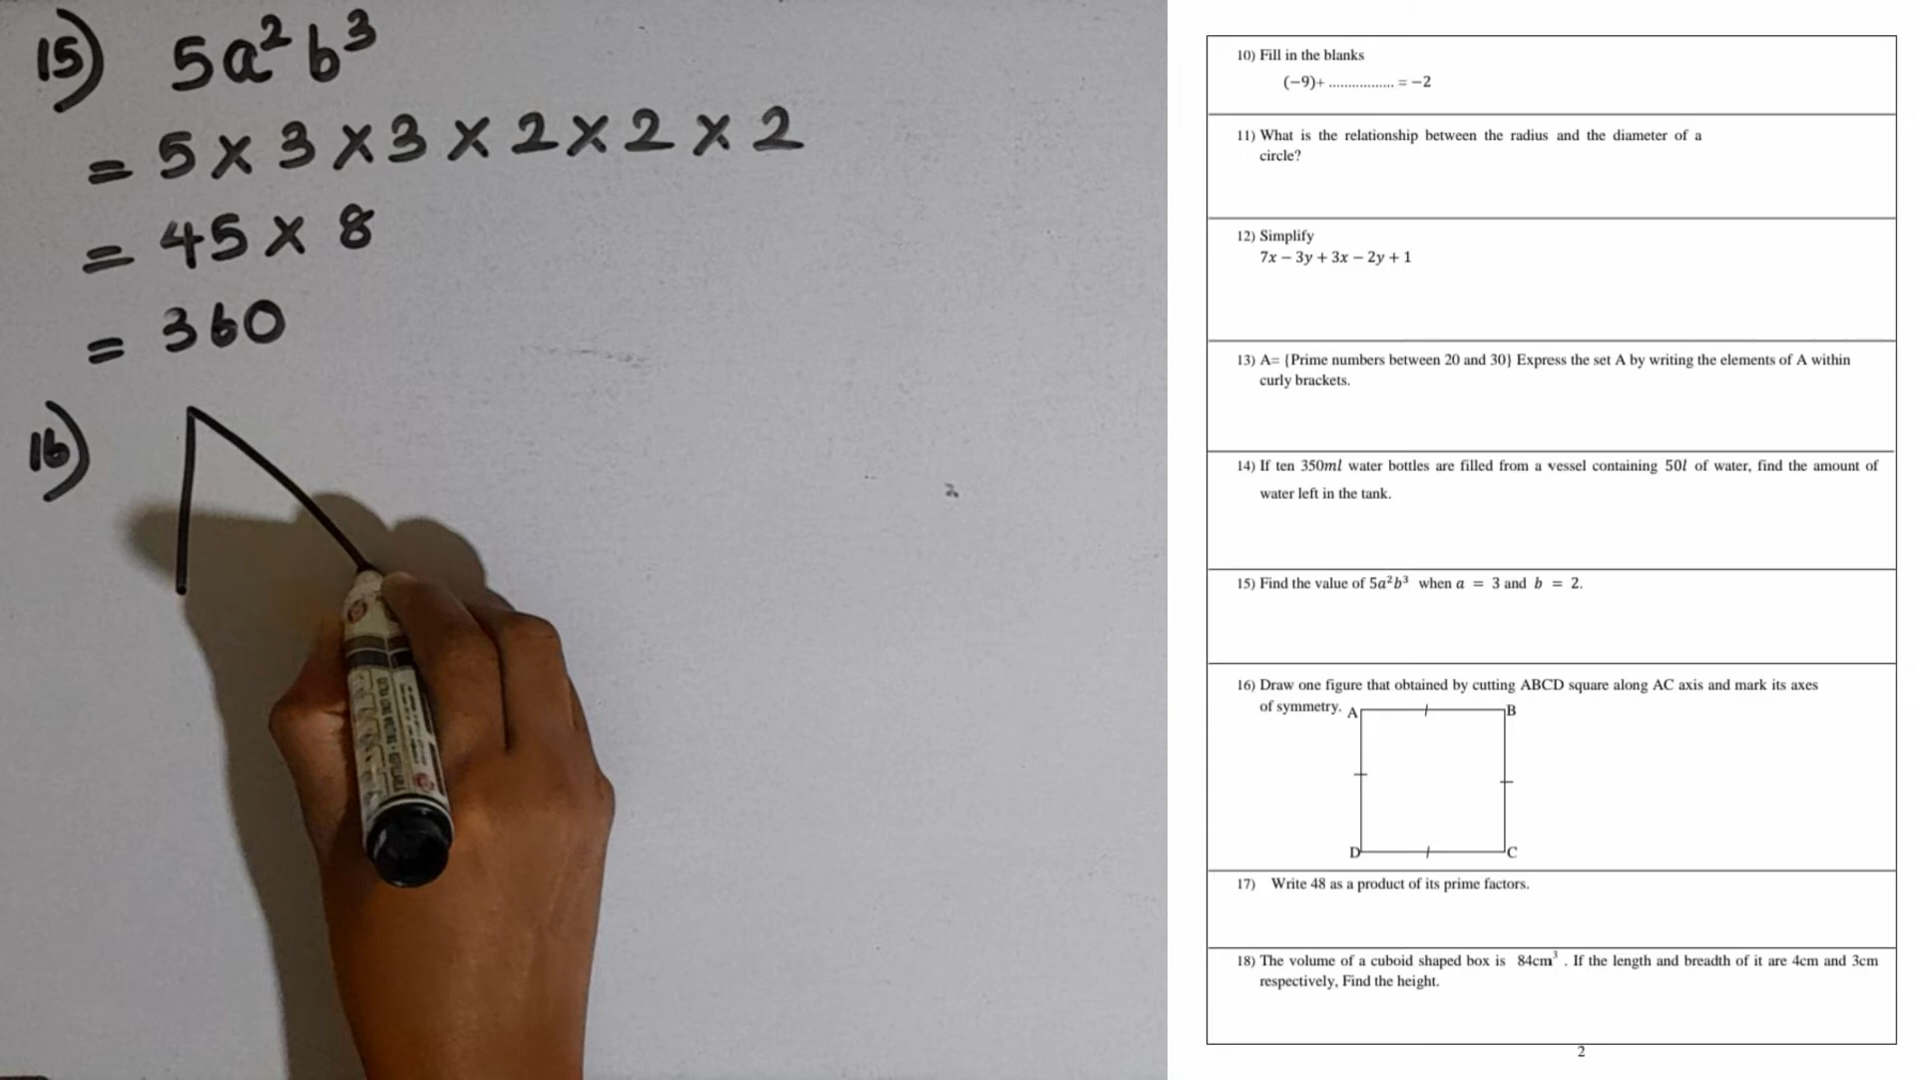 15) 5a²b³
= 5 × 3 × 3 × 2 × 2 × 2
= 45 × 8
= 360
16)
10) Fill in the blanks
(−9)+ ................. = −2
11) What is the relationship between the radius and the diameter of a
circle?
12) Simplify
7x − 3y + 3x − 2y + 1
13) A= {Prime numbers between 20 and 30} Express the set A by writing the elements of A within
curly brackets.
14) If ten 350ml water bottles are filled from a vessel containing 50l of water, find the amount of
water left in the tank.
15) Find the value of 5a²b³ when a = 3 and b = 2.
16) Draw one figure that obtained by cutting ABCD square along AC axis and mark its axes
of symmetry.
A B
D C
17) Write 48 as a product of its prime factors.
18) The volume of a cuboid shaped box is 84cm³ . If the length and breadth of it are 4cm and 3cm
respectively, Find the height.
2